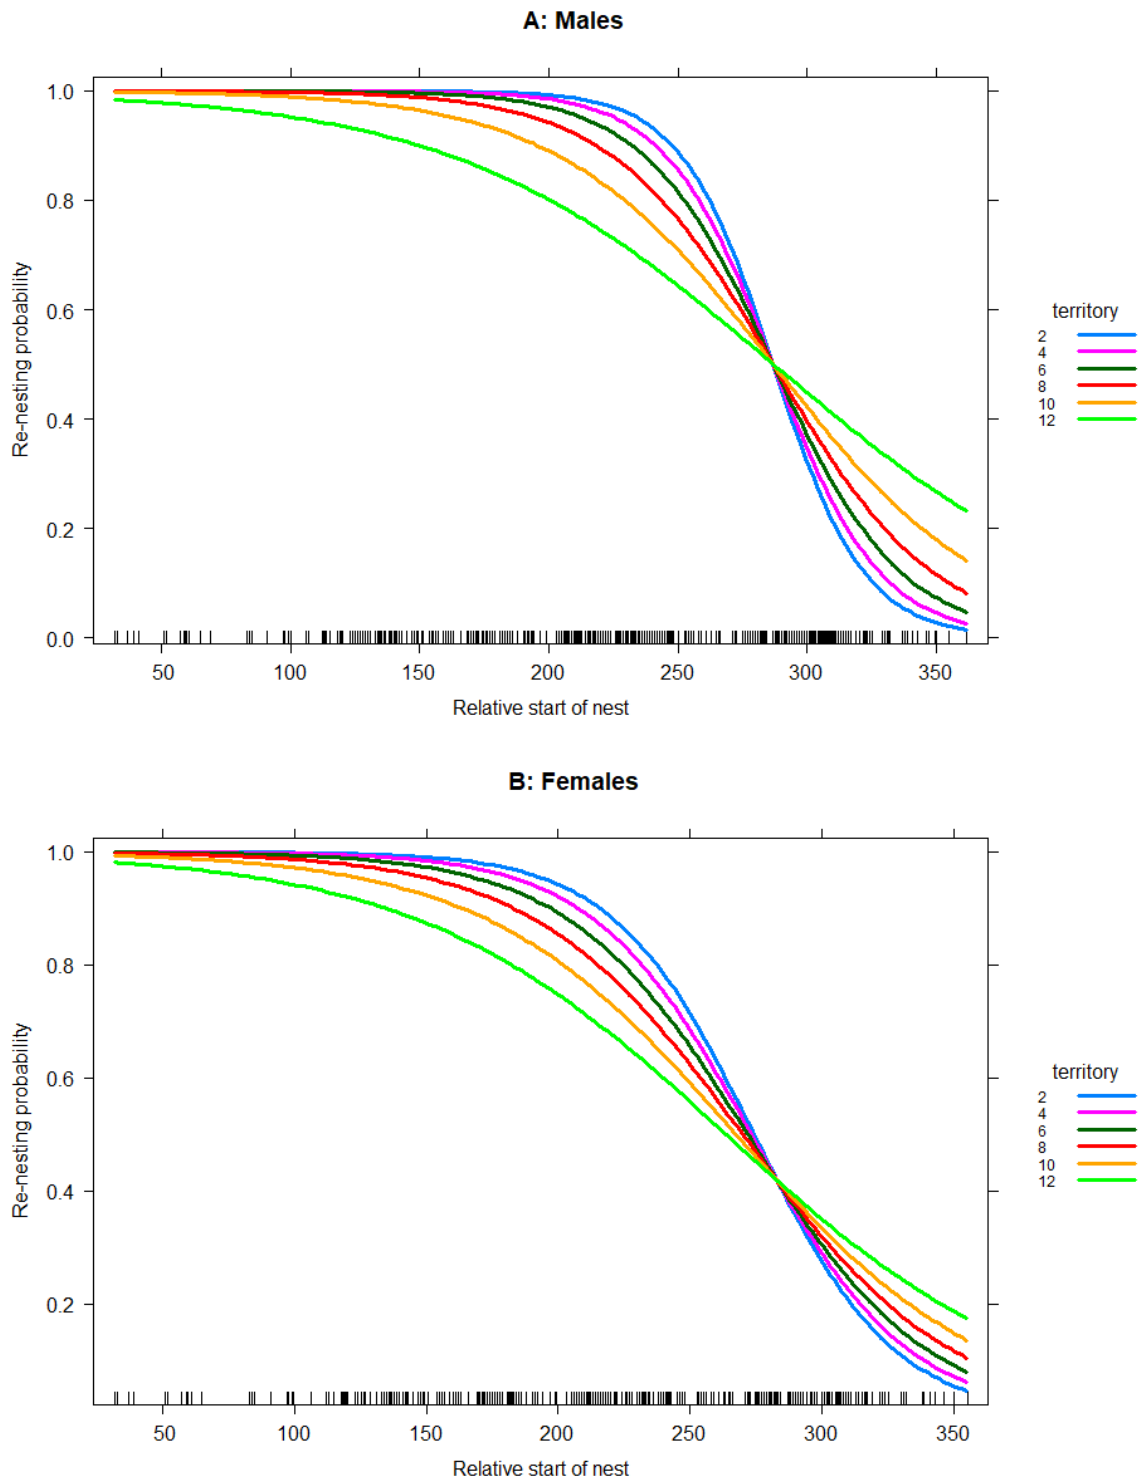 A: Males
1.0
0.8
0.6
0.4
0.2
0.0
Re-nesting probability
50 100 150 200 250 300 350
Relative start of nest
territory
2
4
6
8
10
12
B: Females
1.0
0.8
0.6
0.4
0.2
Re-nesting probability
50 100 150 200 250 300 350
Relative start of nest
territory
2
4
6
8
10
12